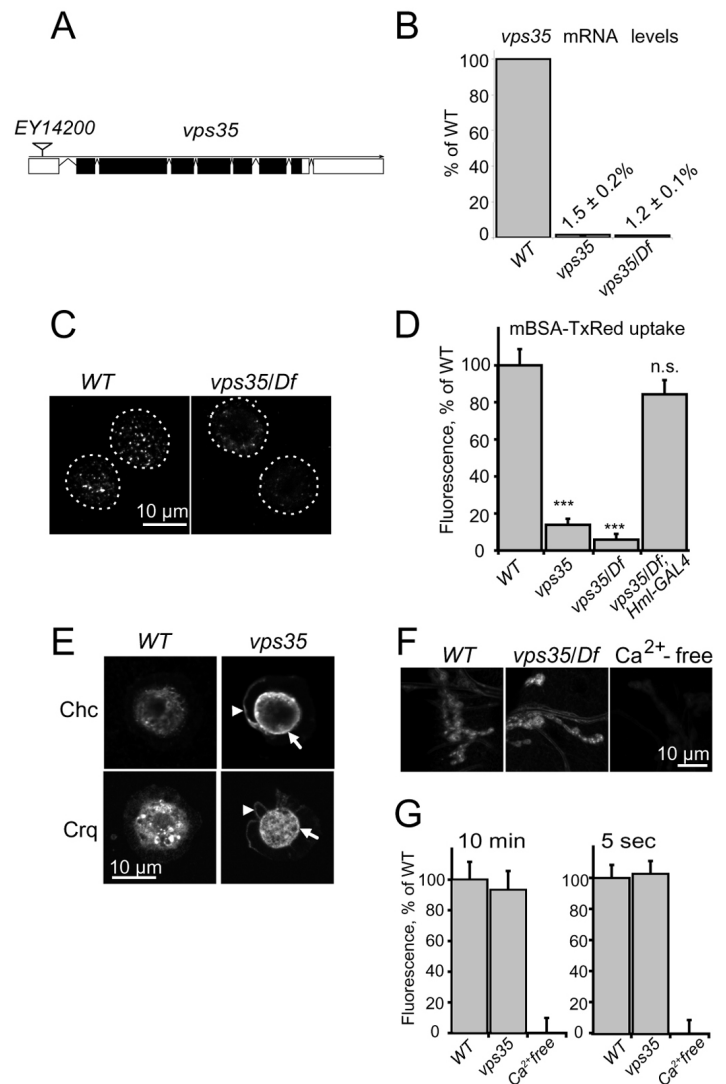 A
EY14200
vps35
B
vps35 mRNA levels
% of WT
100
80
60
40
20
0
1.5 ± 0.2%
1.2 ± 0.1%
WT
vps35
vps35/Df
C
WT
vps35/Df
10 µm
D
mBSA-TxRed uptake
Fluorescence, % of WT
100
80
60
40
20
0
***
***
n.s.
WT
vps35
vps35/Df
vps35/Df;
Hml-GAL4
E
WT
vps35
Chc
Crq
10 µm
F
WT
vps35/Df
Ca2+- free
10 µm
G
10 min
Fluorescence, % of WT
100
80
60
40
20
0
WT
vps35
Ca2+free
5 sec
100
80
60
40
20
0
WT
vps35
Ca2+free